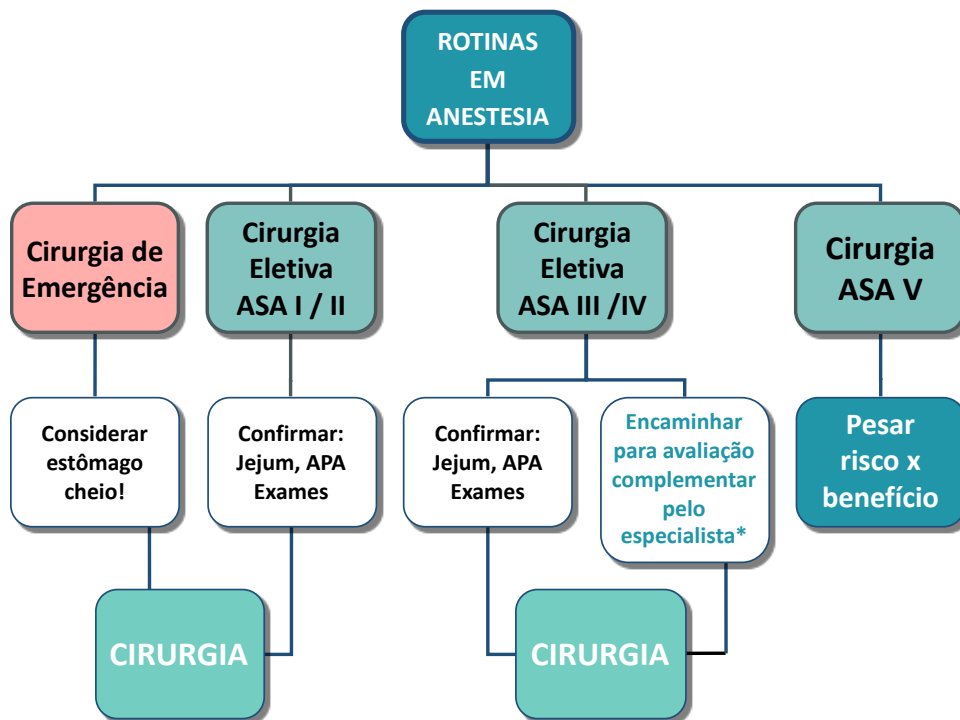 ROTINAS
EM
ANESTESIA
Cirurgia de
Emergência
Cirurgia
Eletiva
ASA I / II
Cirurgia
Eletiva
ASA III /IV
Cirurgia
ASA V
Considerar
estômago
cheio!
Confirmar:
Jejum, APA
Exames
Confirmar:
Jejum, APA
Exames
Encaminhar
para avaliação
complementar
pelo
especialista*
Pesar
risco x
benefício
CIRURGIA
CIRURGIA